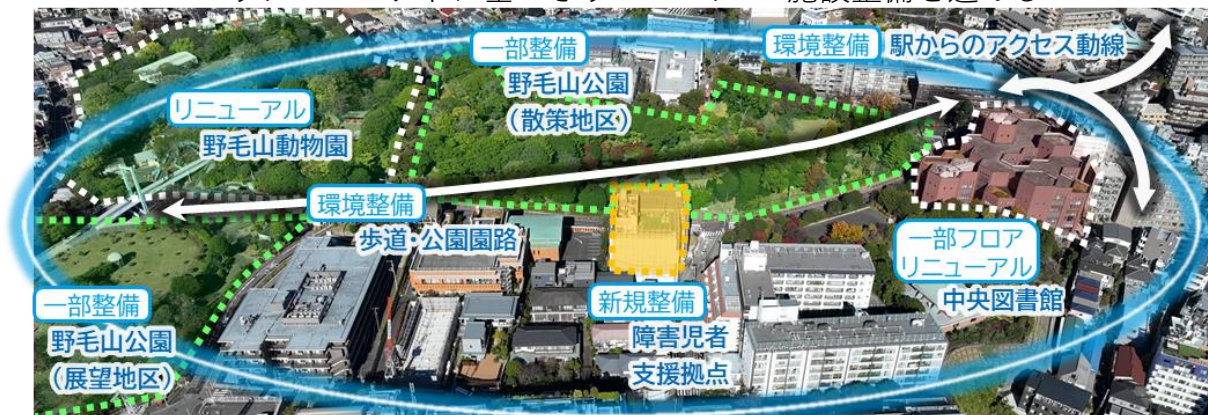 一部整備
野毛山公園
(散策地区)
環境整備
駅からのアクセス動線
リニューアル
野毛山動物園
環境整備
歩道・公園園路
一部フロア
リニューアル
中央図書館
新規整備
障害児者
支援拠点
一部整備
野毛山公園
(展望地区)